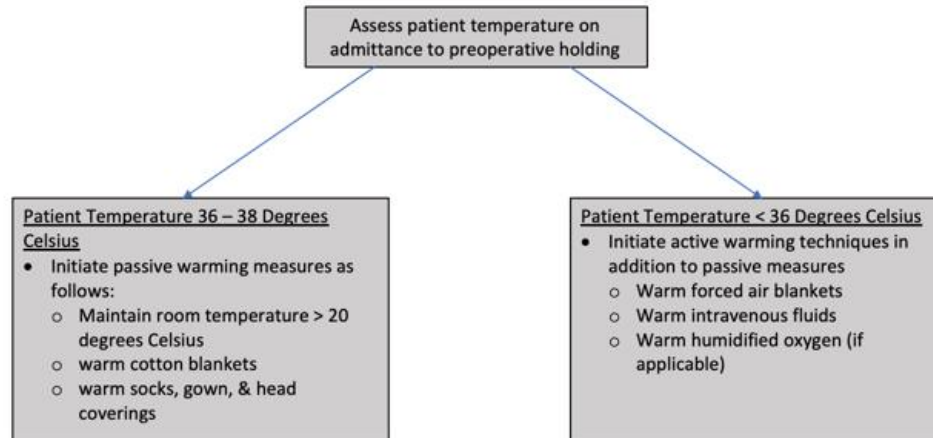 Assess patient temperature on
admittance to preoperative holding
Patient Temperature 36 – 38 Degrees
Celsius
• Initiate passive warming measures as
follows:
o Maintain room temperature > 20
degrees Celsius
o warm cotton blankets
o warm socks, gown, & head
coverings
Patient Temperature < 36 Degrees Celsius
• Initiate active warming techniques in
addition to passive measures
o Warm forced air blankets
o Warm intravenous fluids
o Warm humidified oxygen (if
applicable)